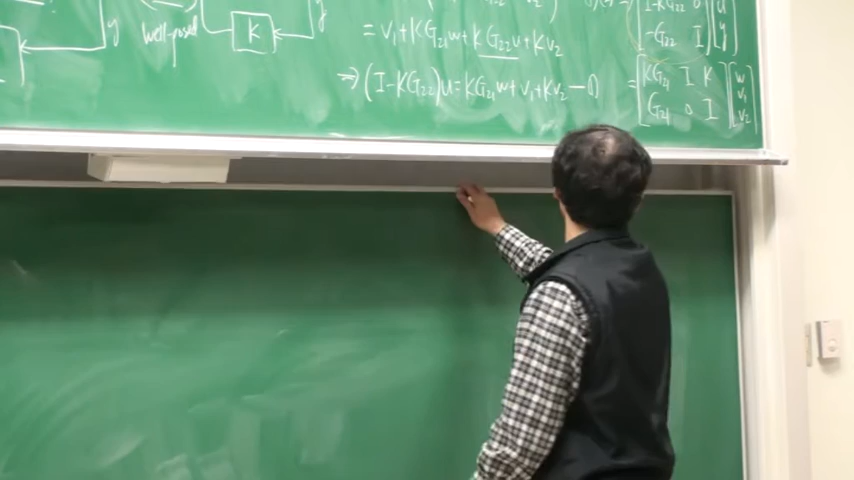 y
well-posed
K
y
= v₁ + KG₂₁w + KG₂₂u + Kv₂
⇒ (I - KG₂₂)u = KG₂₁w + v₁ + Kv₂ — ①
[I-KG₂₂ 0
-G₂₂ I] [u
y]
= [KG₂₁ I K
G₂₁ 0 I] [w
v₁
v₂]